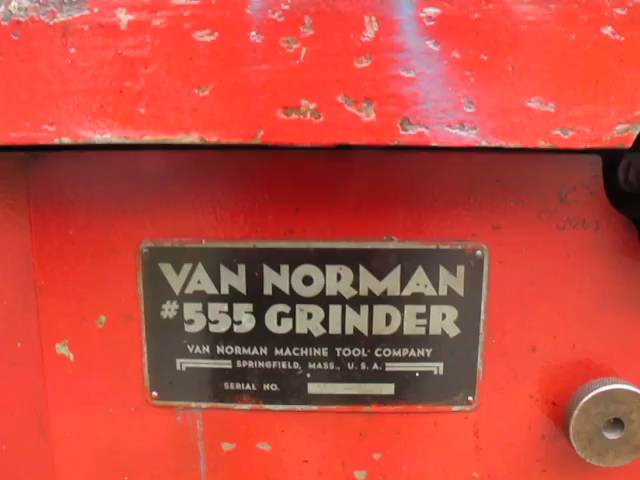 VAN NORMAN
#555 GRINDER
VAN NORMAN MACHINE TOOL COMPANY
SPRINGFIELD, MASS., U.S.A.
SERIAL NO.